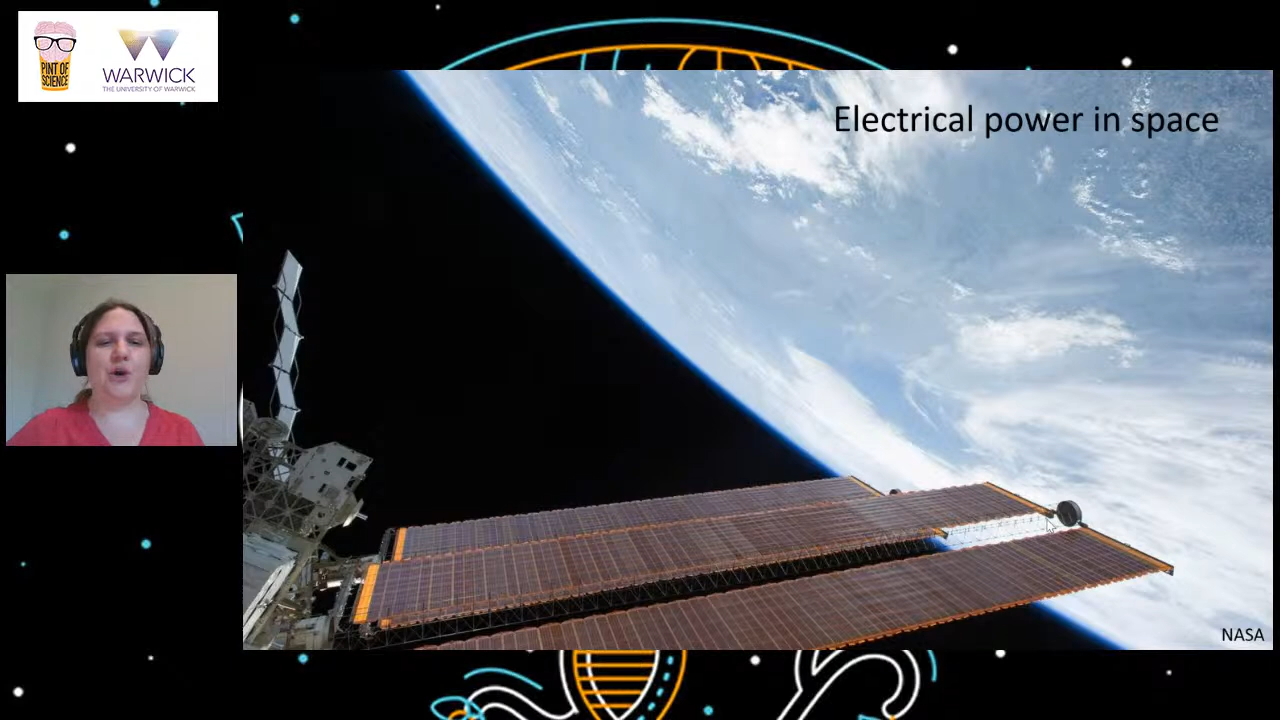 PINT OF
SCIENCE
WARWICK
THE UNIVERSITY OF WARWICK
Electrical power in space
NASA